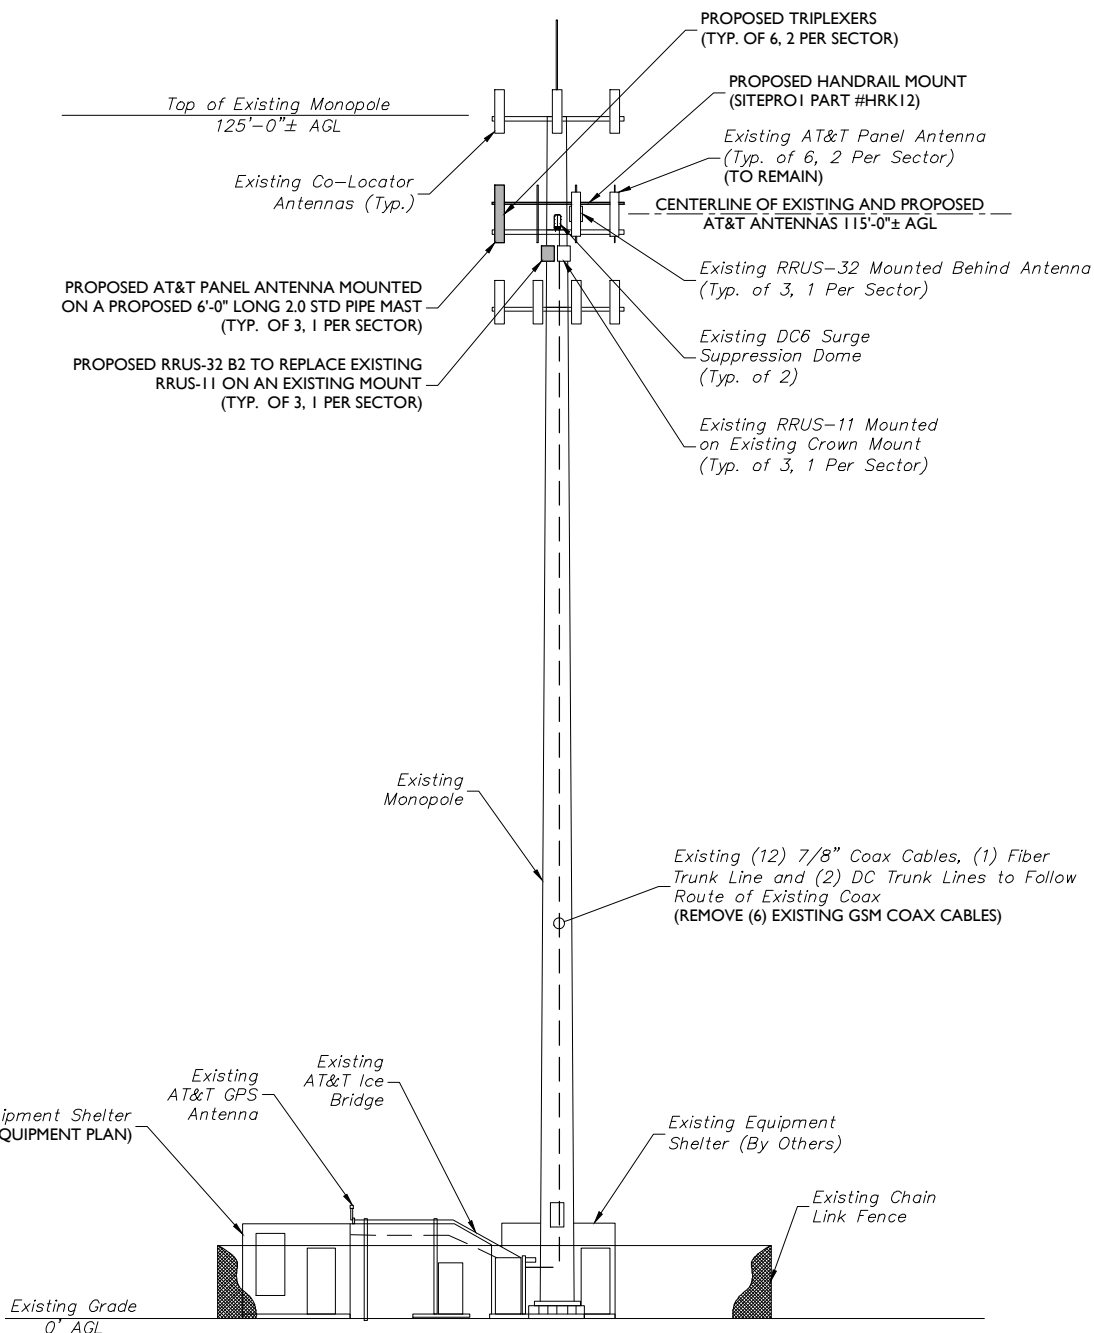 PROPOSED TRIPLEXERS
(TYP. OF 6, 2 PER SECTOR)
PROPOSED HANDRAIL MOUNT
(SITEPRO1 PART #HRK12)
Top of Existing Monopole
125'-0"± AGL
Existing AT&T Panel Antenna
(Typ. of 6, 2 Per Sector)
(TO REMAIN)
Existing Co-Locator
Antennas (Typ.)
CENTERLINE OF EXISTING AND PROPOSED
AT&T ANTENNAS 115'-0"± AGL
Existing RRUS-32 Mounted Behind Antenna
(Typ. of 3, 1 Per Sector)
PROPOSED AT&T PANEL ANTENNA MOUNTED
ON A PROPOSED 6'-0" LONG 2.0 STD PIPE MAST
(TYP. OF 3, 1 PER SECTOR)
Existing DC6 Surge
Suppression Dome
(Typ. of 2)
PROPOSED RRUS-32 B2 TO REPLACE EXISTING
RRUS-11 ON AN EXISTING MOUNT
(TYP. OF 3, 1 PER SECTOR)
Existing RRUS-11 Mounted
on Existing Crown Mount
(Typ. of 3, 1 Per Sector)
Existing
Monopole
Existing (12) 7/8" Coax Cables, (1) Fiber
Trunk Line and (2) DC Trunk Lines to Follow
Route of Existing Coax
(REMOVE (6) EXISTING GSM COAX CABLES)
Existing
AT&T Ice
Bridge
Existing
AT&T GPS
Antenna
ipment Shelter
QUIPMENT PLAN)
Existing Equipment
Shelter (By Others)
Existing Chain
Link Fence
Existing Grade
0' AGL